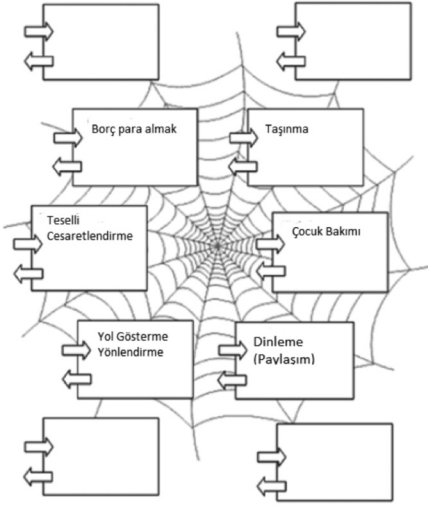 Borç para almak
Taşınma
Teselli
Cesaretlendirme
Çocuk Bakımı
Yol Gösterme
Yönlendirme
Dinleme
(Paylaşım)